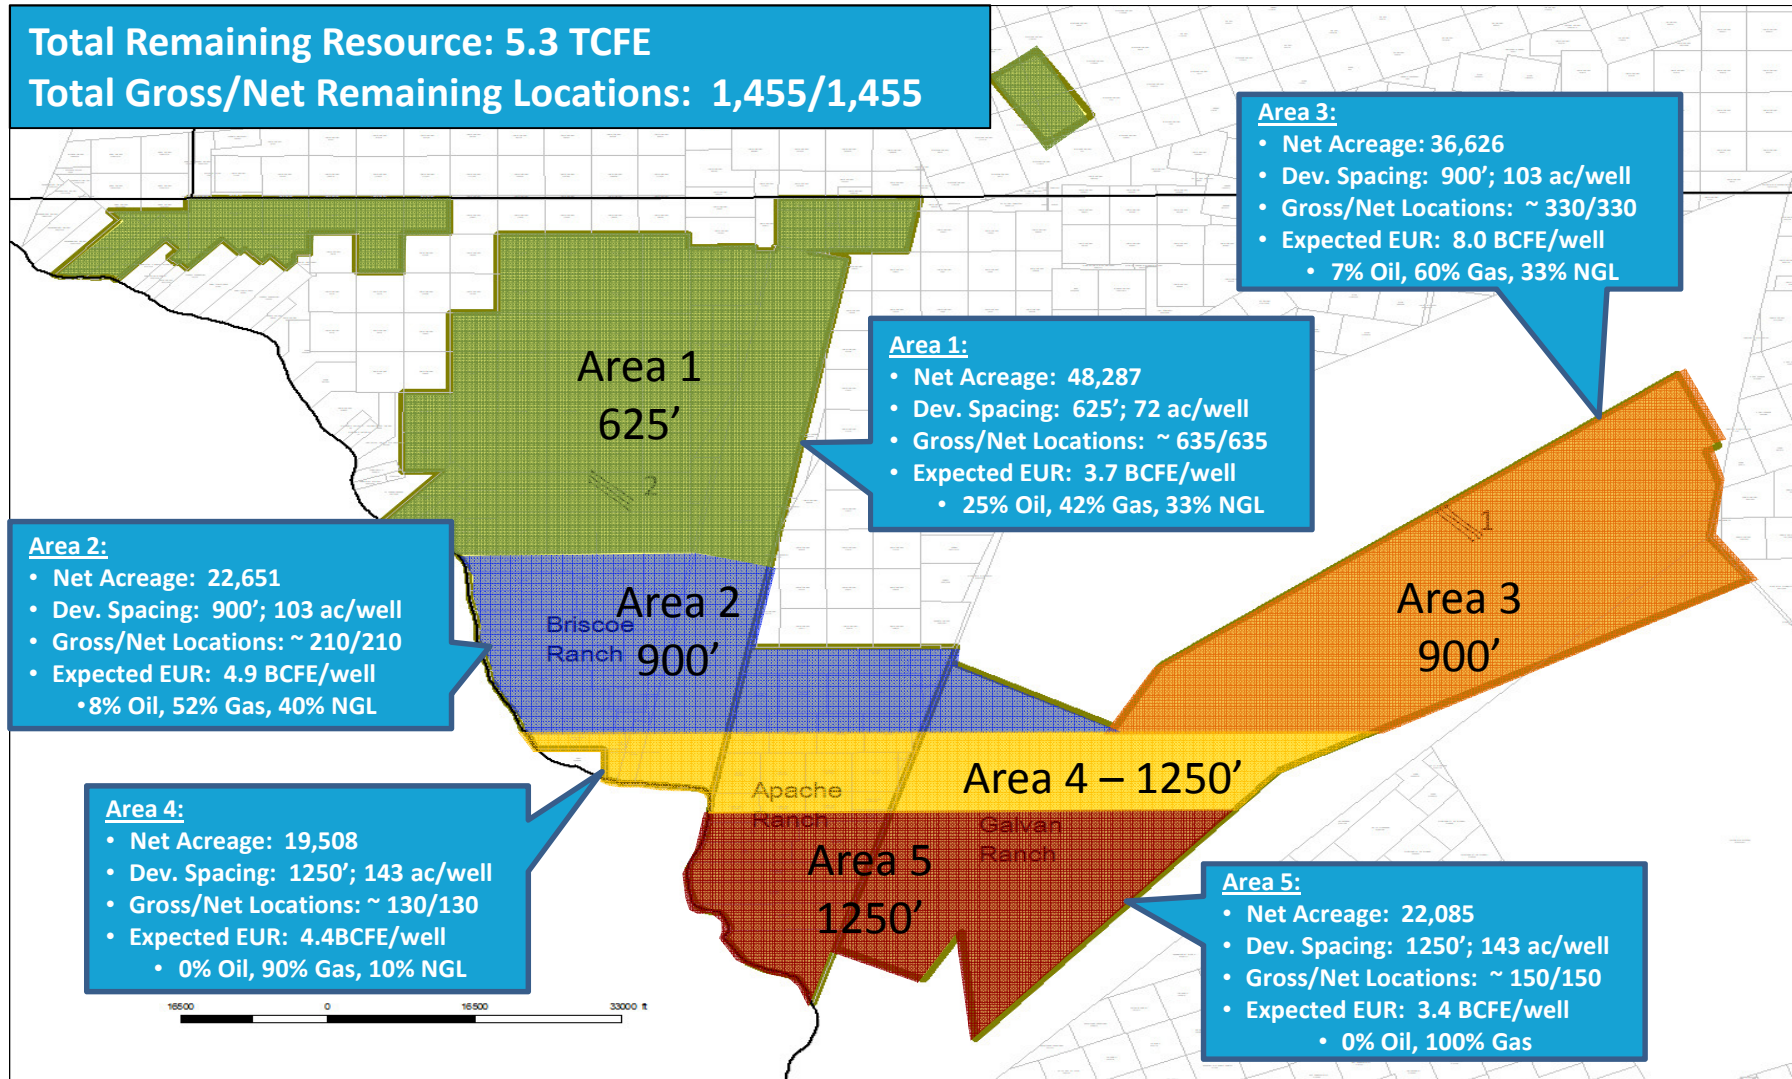 Total Remaining Resource: 5.3 TCFE
Total Gross/Net Remaining Locations: 1,455/1,455
Area 3:
• Net Acreage: 36,626
• Dev. Spacing: 900’; 103 ac/well
• Gross/Net Locations: ~ 330/330
• Expected EUR: 8.0 BCFE/well
• 7% Oil, 60% Gas, 33% NGL
Area 1
625’
2
Area 1:
• Net Acreage: 48,287
• Dev. Spacing: 625’; 72 ac/well
• Gross/Net Locations: ~ 635/635
• Expected EUR: 3.7 BCFE/well
• 25% Oil, 42% Gas, 33% NGL
1
Area 2:
• Net Acreage: 22,651
• Dev. Spacing: 900’; 103 ac/well
• Gross/Net Locations: ~ 210/210
• Expected EUR: 4.9 BCFE/well
•8% Oil, 52% Gas, 40% NGL
Area 2
900’
Briscoe
Ranch
Area 3
900’
Area 4 – 1250’
Apache
Ranch
Galvan
Ranch
Area 5
1250’
Area 4:
• Net Acreage: 19,508
• Dev. Spacing: 1250’; 143 ac/well
• Gross/Net Locations: ~ 130/130
• Expected EUR: 4.4BCFE/well
• 0% Oil, 90% Gas, 10% NGL
Area 5:
• Net Acreage: 22,085
• Dev. Spacing: 1250’; 143 ac/well
• Gross/Net Locations: ~ 150/150
• Expected EUR: 3.4 BCFE/well
• 0% Oil, 100% Gas
16500 0 16500 33000 ft